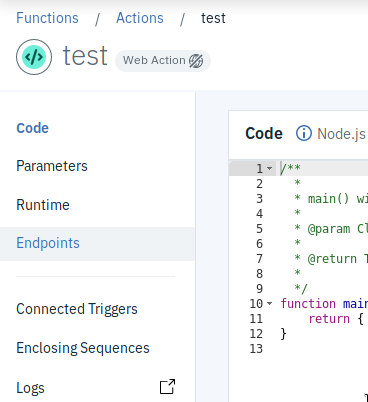 Functions / Actions / test
test Web Action
Code
Parameters
Runtime
Endpoints
Connected Triggers
Enclosing Sequences
Logs
Code Node.js
1 /**
2 *
3 * main() wi
4 *
5 * @param Cl
6 *
7 * @return T
8 *
9 */
10 function main
11 return {
12 }
13